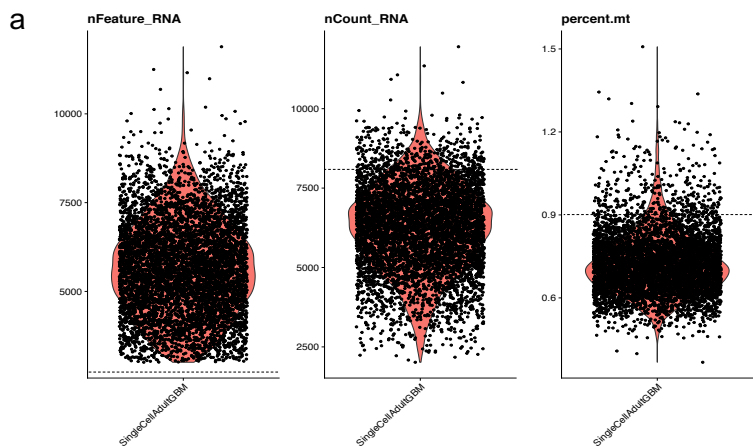 a
nFeature_RNA
nCount_RNA
percent.mt
10000
7500
5000
10000
7500
5000
2500
1.5
1.2
0.9
0.6
SingleCellAdultGBM
SingleCellAdultGBM
SingleCellAdultGBM